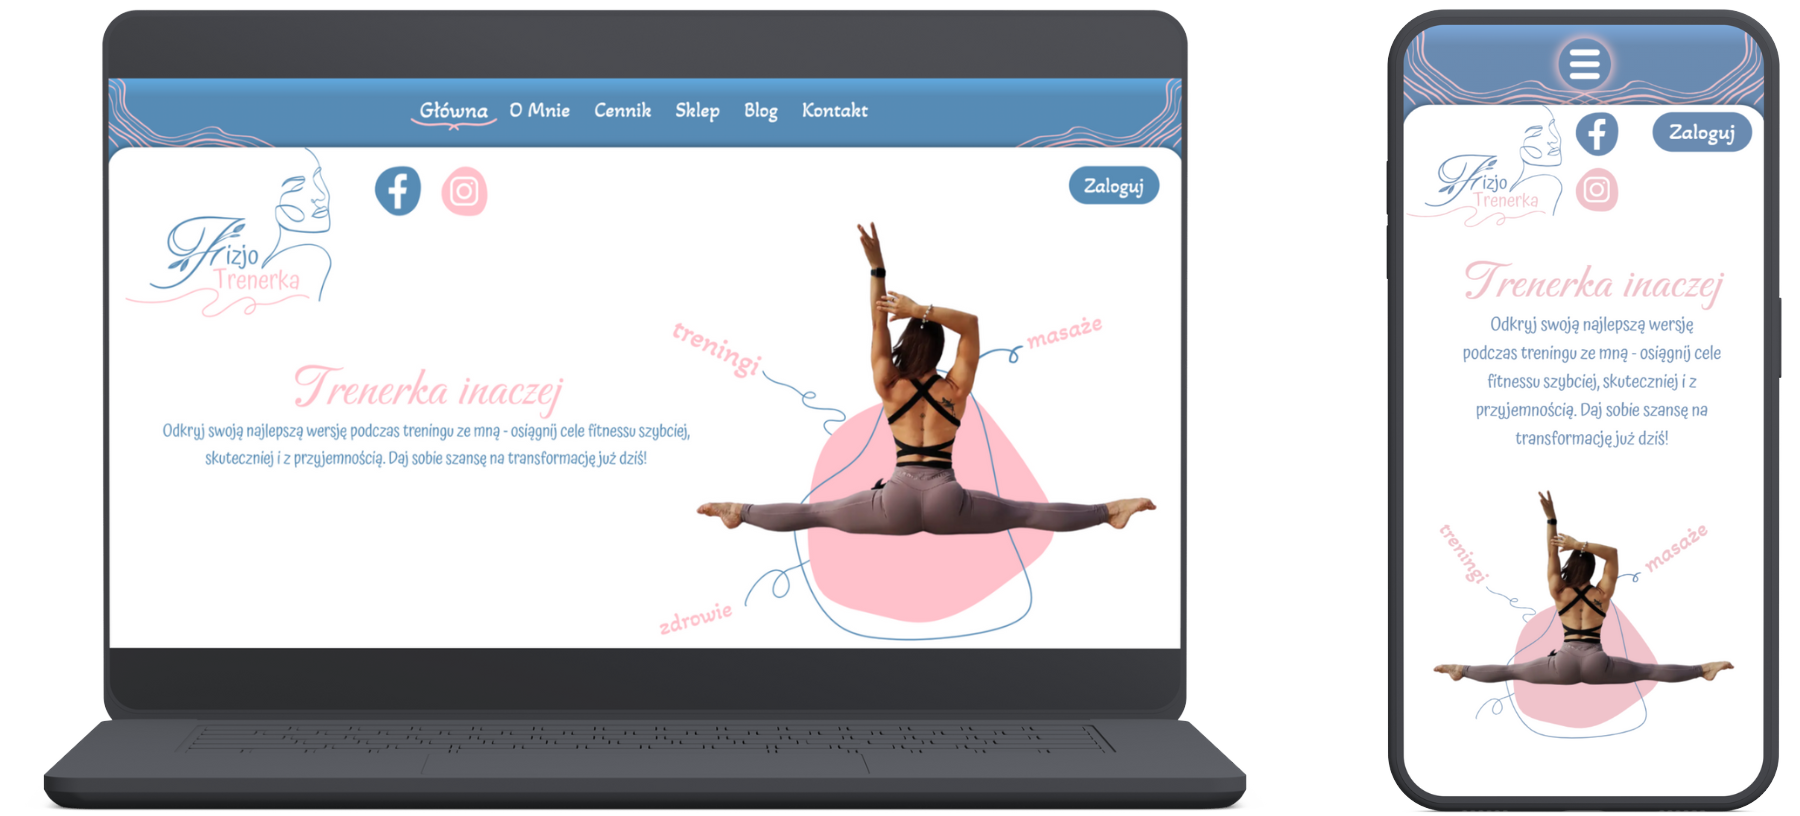 Główna O Mnie Cennik Sklep Blog Kontakt
Zaloguj
Fizjo
Trenerka
treningi
masaże
Trenerka inaczej
Odkryj swoją najlepszą wersję podczas treningu ze mną - osiągnij cele fitnessu szybciej,
skuteczniej i z przyjemnością. Daj sobie szansę na transformację już dziś!
zdrowie
Zaloguj
Fizjo
Trenerka
Trenerka inaczej
Odkryj swoją najlepszą wersję
podczas treningu ze mną - osiągnij cele
fitnessu szybciej, skuteczniej i z
przyjemnością. Daj sobie szansę na
transformację już dziś!
treningi
masaże